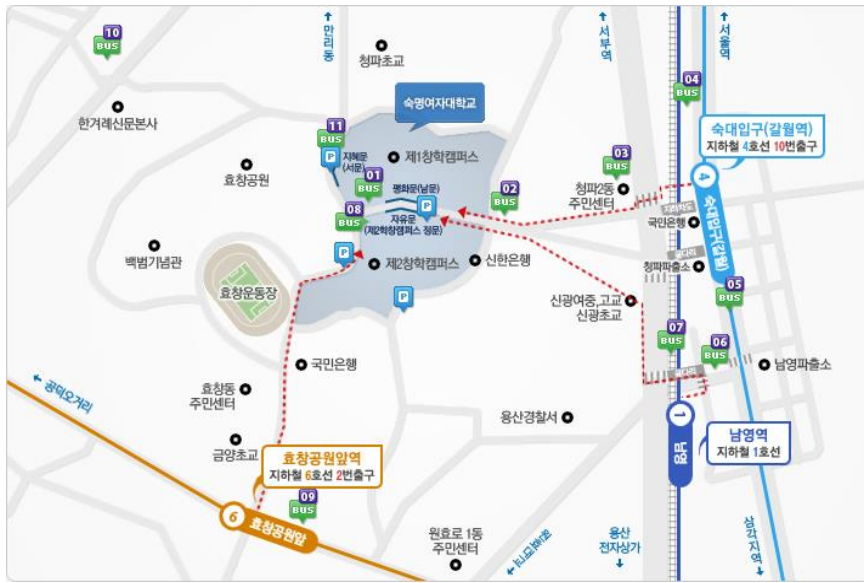 10
BUS
한겨레신문본사
만리동
청파초교
숙명여자대학교
서부역
서울역
04
BUS
숙대입구(갈월역)
지하철 4호선 10번출구
11
BUS
P
지혜문
(서문)
제1창학캠퍼스
효창공원
01
BUS
평화문(남문)
02
BUS
03
BUS
청파2동
주민센터
4
숙대입구(갈월)
지하차도
국민은행
08
BUS
P
자유문
(제2학창캠퍼스 정문)
백범기념관
P
제2창학캠퍼스
신한은행
굴다리
청파파출소
효창운동장
P
신광여중,고교
신광초교
05
BUS
07
BUS
06
BUS
굴다리
남영파출소
국민은행
공덕오거리
효창동
주민센터
용산경찰서
1
남영
남영역
지하철 1호선
금양초교
효창공원앞역
지하철 6호선 2번출구
09
BUS
6
효창공원앞
원효로 1동
주민센터
용산
전자상가
삼각지역